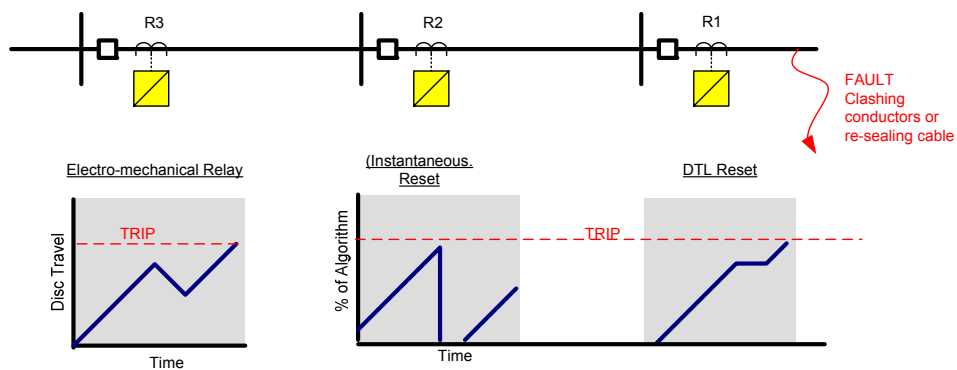 R3
R2
R1
FAULT
Clashing
conductors or
re-sealing cable
Electro-mechanical Relay
(Instantaneous.
Reset
DTL Reset
TRIP
TRIP
Disc Travel
% of Algorithm
Time
Time